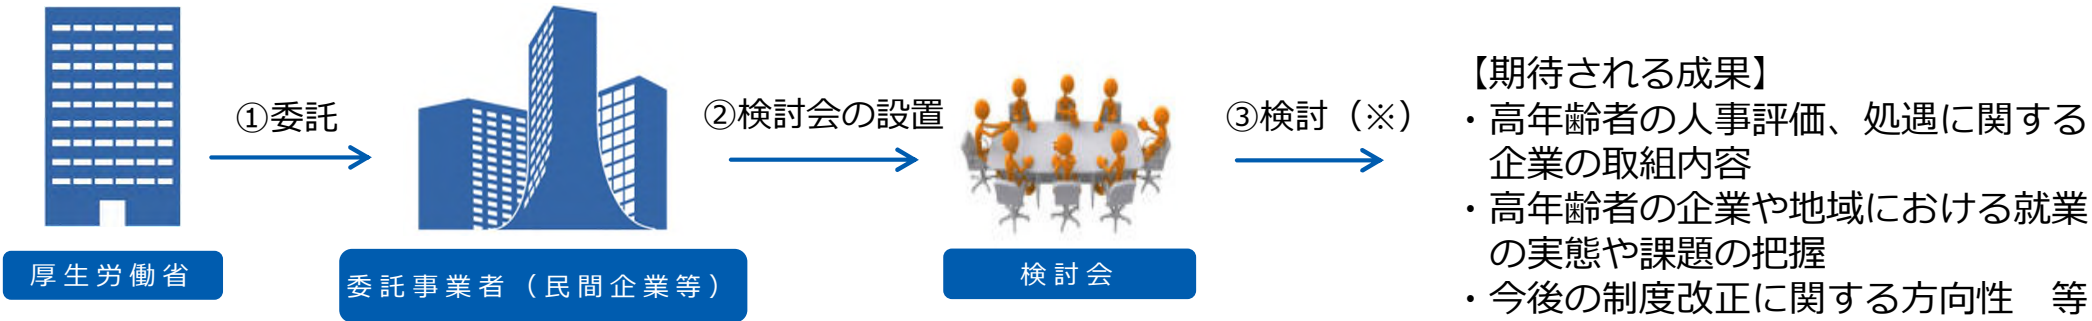 厚生労働省
①委託
委託事業者（民間企業等）
②検討会の設置
検討会
③検討（※）
【期待される成果】
・高年齢者の人事評価、処遇に関する
企業の取組内容
・高年齢者の企業や地域における就業
の実態や課題の把握
・今後の制度改正に関する方向性　等